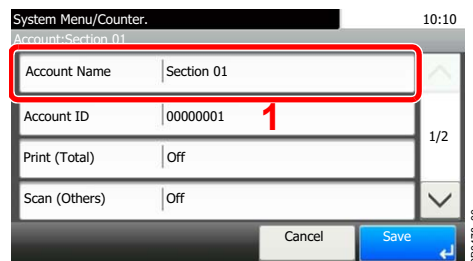 System Menu/Counter. 10:10
Account:Section 01
Account Name Section 01
Account ID 00000001 1
1/2
Print (Total) Off
Scan (Others) Off
Cancel Save